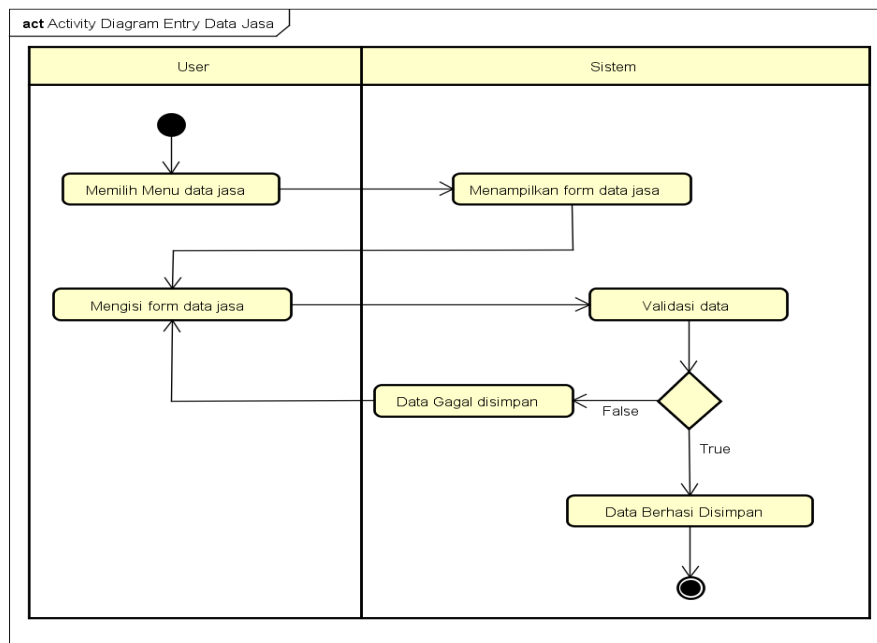 act Activity Diagram Entry Data Jasa
User
Sistem
Memilih Menu data jasa
Menampilkan form data jasa
Mengisi form data jasa
Validasi data
Data Gagal disimpan
False
True
Data Berhasi Disimpan